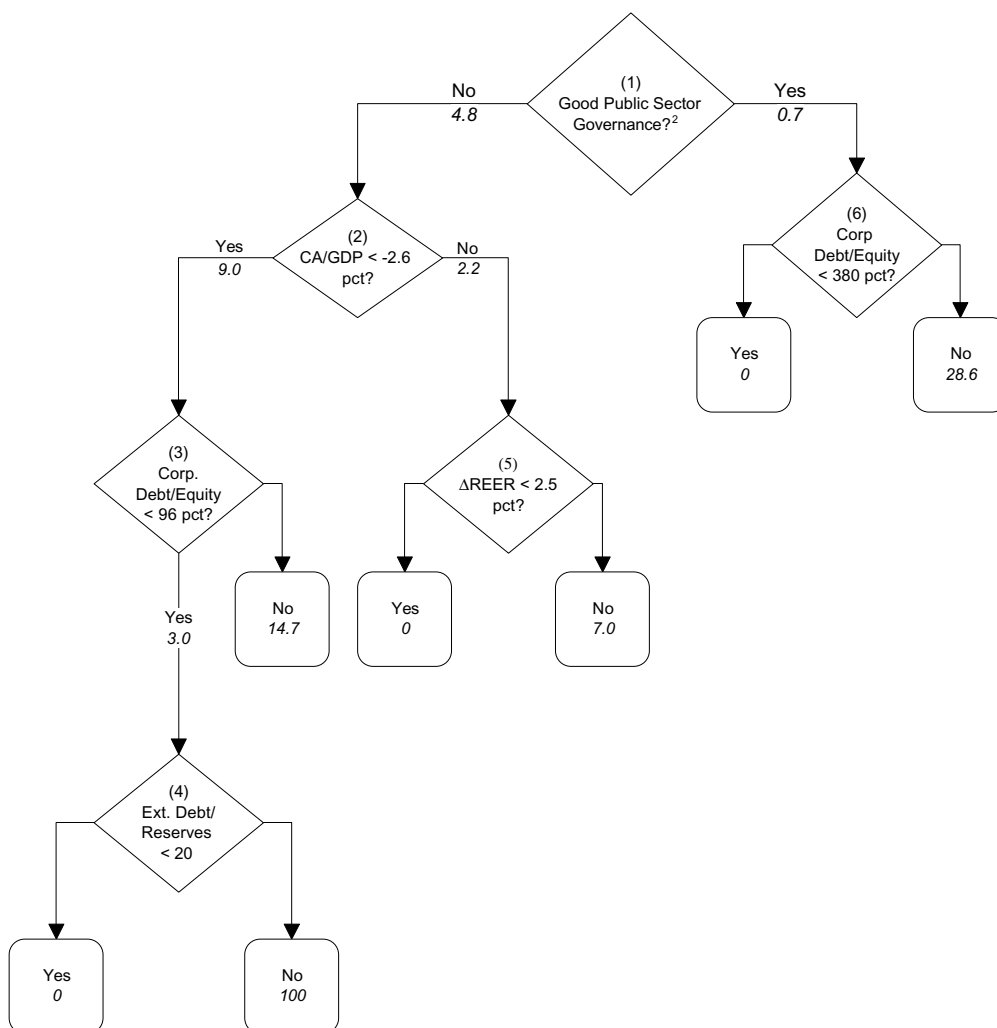 (1)
Good Public Sector
Governance?2
No
4.8
Yes
0.7
(2)
CA/GDP < -2.6
pct?
Yes
9.0
No
2.2
(6)
Corp
Debt/Equity
< 380 pct?
Yes
0
No
28.6
(3)
Corp.
Debt/Equity
< 96 pct?
(5)
ΔREER < 2.5
pct?
Yes
3.0
No
14.7
Yes
0
No
7.0
(4)
Ext. Debt/
Reserves
< 20
Yes
0
No
100